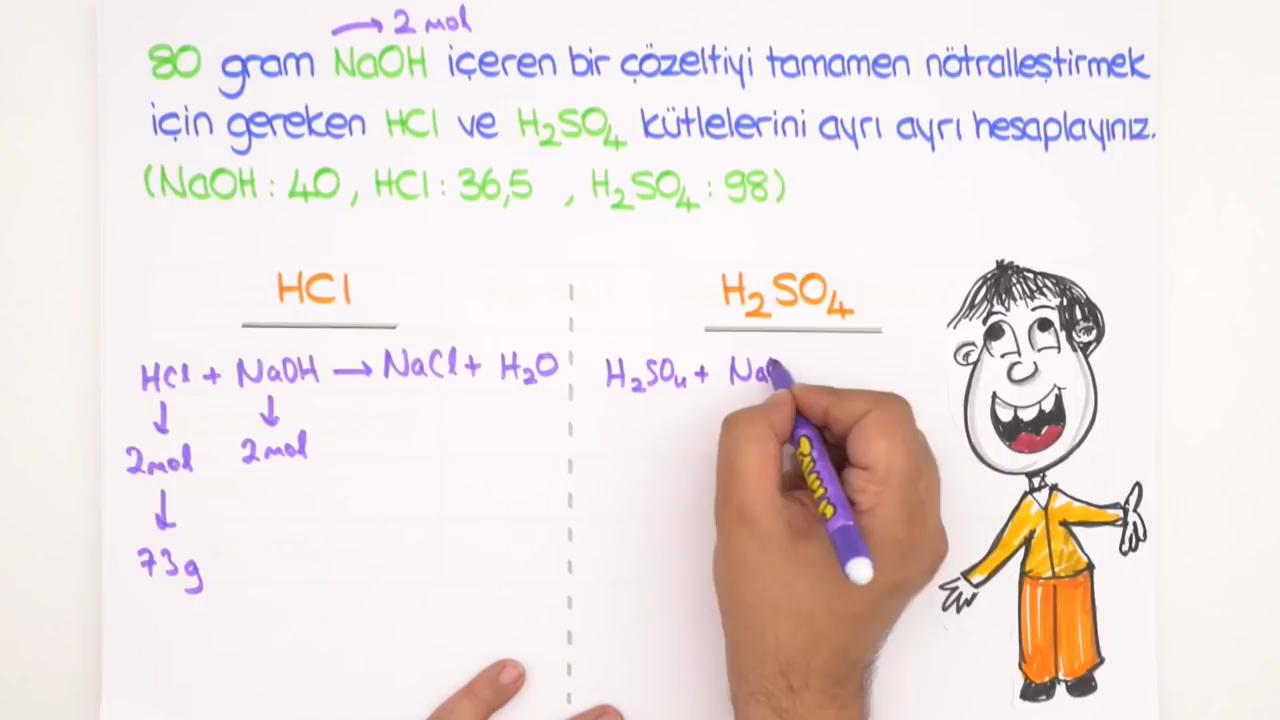 → 2 mol
80 gram NaOH içeren bir çözeltiyi tamamen nötralleştirmek
için gereken HCl ve H₂SO₄ kütlelerini ayrı ayrı hesaplayınız.
(NaOH : 40, HCl : 36,5 , H₂SO₄ : 98)
HCl
HCl + NaOH → NaCl + H₂O
↓ ↓
2mol 2mol
↓
73g
H₂SO₄
H₂SO₄ + Na